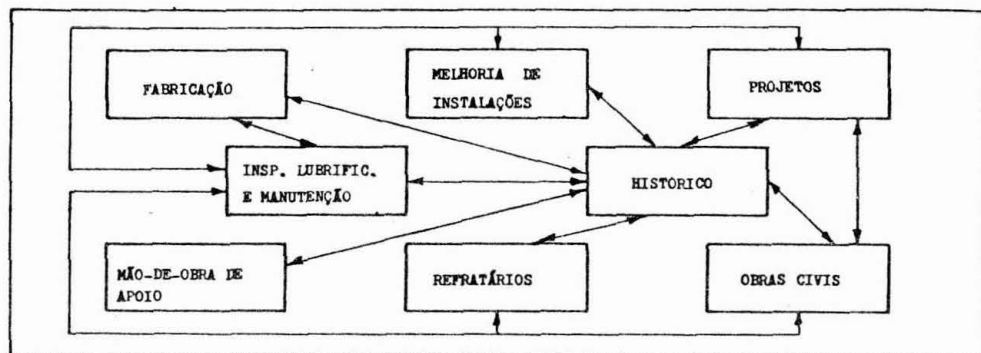 FABRICAÇÃO
MELHORIA DE
INSTALAÇÕES
PROJETOS
INSP. LUBRIFIC.
E MANUTENÇÃO
HISTÓRICO
MÃO-DE-OBRA DE
APOIO
REFRATÁRIOS
OBRAS CIVIS